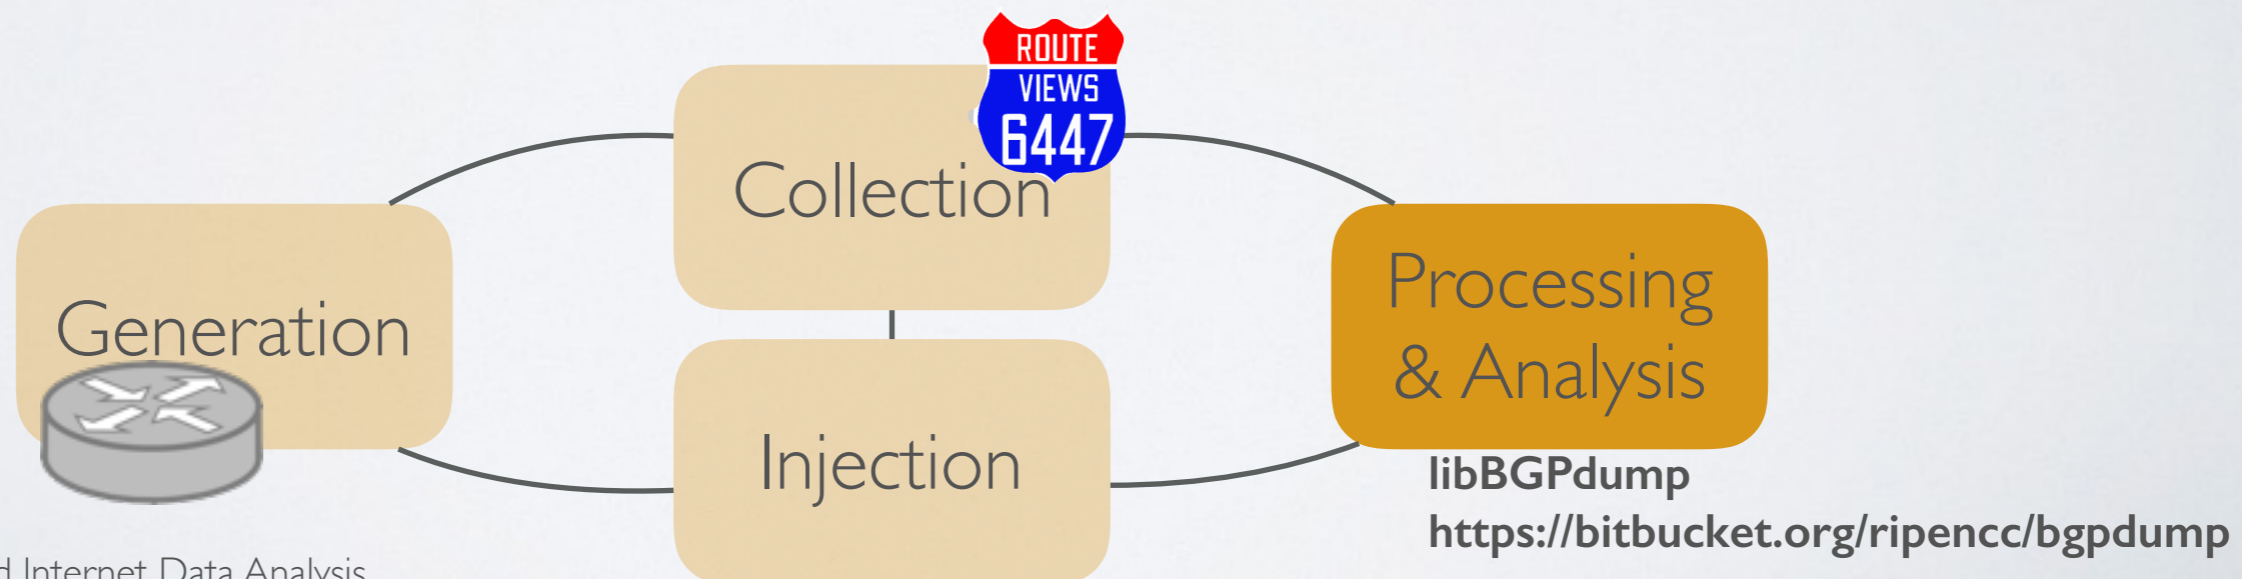 ROUTE
VIEWS
6447
Collection
Generation
Processing
& Analysis
Injection
libBGPdump
https://bitbucket.org/ripencc/bgpdump
Internet Data Analysis